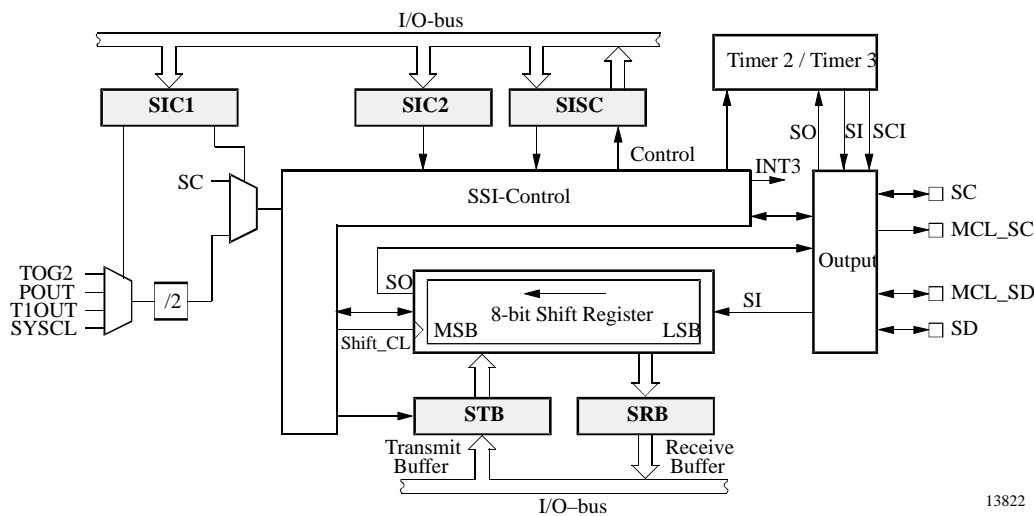 I/O-bus
SIC1
SIC2
SISC
Timer 2 / Timer 3
SO
SI
SCI
Control
INT3
SC
SSI-Control
SC
MCL_SC
Output
TOG2
POUT
T1OUT
SYSCL
/2
SO
8-bit Shift Register
MSB
LSB
SI
MCL_SD
SD
Shift_CL
STB
SRB
Transmit
Buffer
Receive
Buffer
I/O–bus
13822